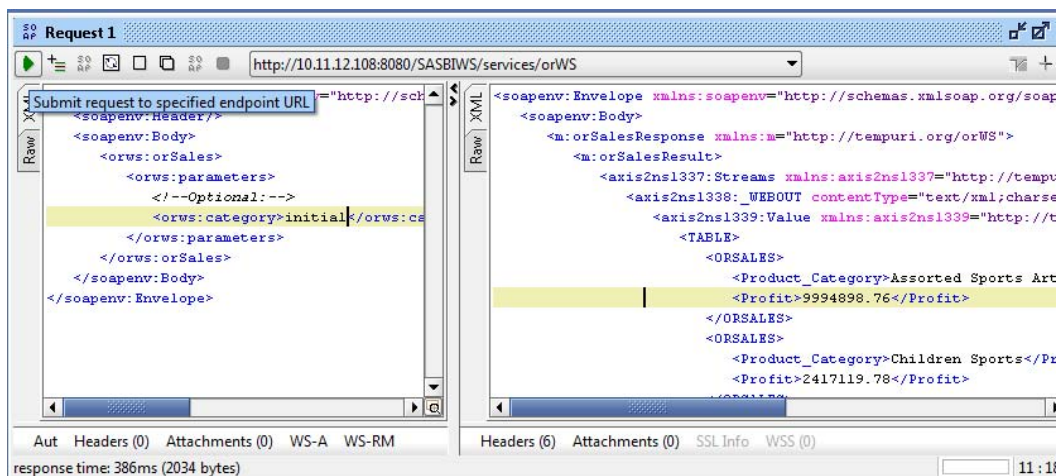 Request 1
http://10.11.12.108:8080/SASBIWS/services/orWS
XML
Raw
Submit request to specified endpoint URL
="http://sch
<soapenv:Header/>
<soapenv:Body>
<orws:orSales>
<orws:parameters>
<!--Optional:-->
<orws:category>initial</orws:ca
</orws:parameters>
</orws:orSales>
</soapenv:Body>
</soapenv:Envelope>
Aut Headers (0) Attachments (0) WS-A WS-RM
XML
Raw
<soapenv:Envelope xmlns:soapenv="http://schemas.xmlsoap.org/soap
<soapenv:Body>
<m:orSalesResponse xmlns:m="http://tempuri.org/orWS">
<m:orSalesResult>
<axis2ns1337:Streams xmlns:axis2ns1337="http://tempu
<axis2ns1338:_WEBOUT contentType="text/xml;charse
<axis2ns1339:Value xmlns:axis2ns1339="http://t
<TABLE>
<ORSALES>
<Product_Category>Assorted Sports Art
<Profit>9994898.76</Profit>
</ORSALES>
<ORSALES>
<Product_Category>Children Sports</Pr
<Profit>2417119.78</Profit>
Headers (6) Attachments (0) SSL Info WSS (0)
response time: 386ms (2034 bytes)